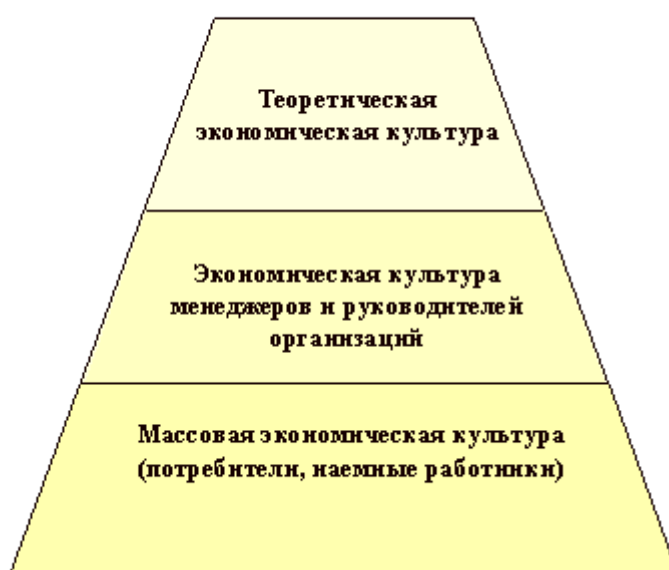 Теоретическая
экономическая культура
Экономическая культура
менеджеров и руководителей
организаций
Массовая экономическая культура
(потребители, наемные работники)